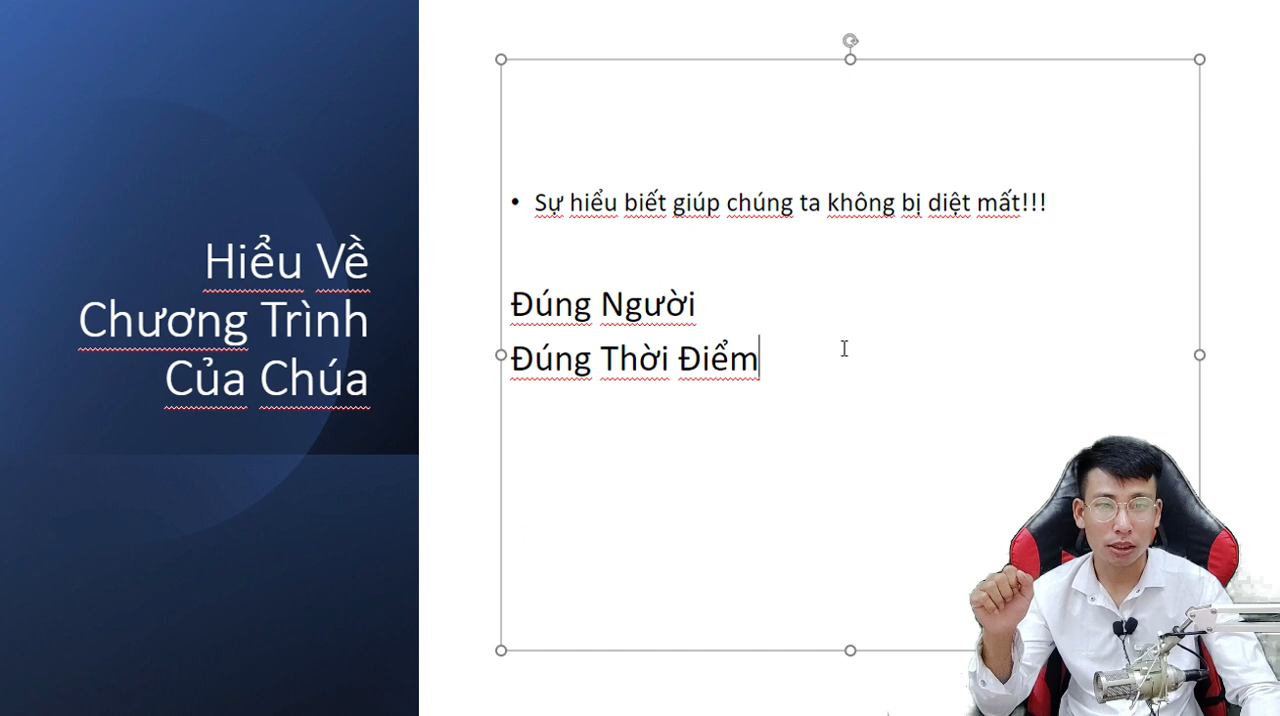 Hiểu Về
Chương Trình
Của Chúa
• Sự hiểu biết giúp chúng ta không bị diệt mất!!!
Đúng Người
Đúng Thời Điểm